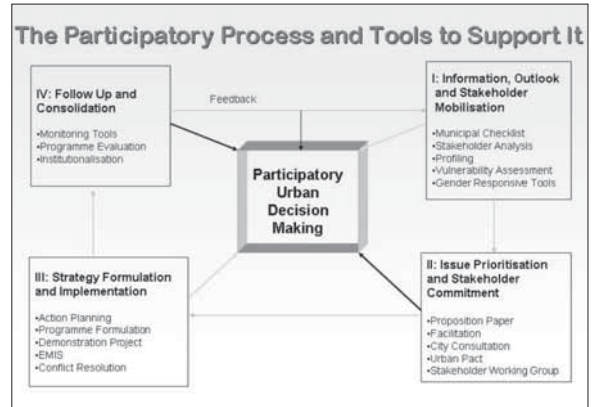 The Participatory Process and Tools to Support It
I: Information, Outlook
and Stakeholder
Mobilisation
•Municipal Checklist
•Stakeholder Analysis
•Profiling
•Vulnerability Assessment
•Gender Responsive Tools
II: Issue Prioritisation
and Stakeholder
Commitment
•Proposition Paper
•Facilitation
•City Consultation
•Urban Pact
•Stakeholder Working Group
III: Strategy Formulation
and Implementation
•Action Planning
•Programme Formulation
•Demonstration Project
•EMIS
•Conflict Resolution
IV: Follow Up and
Consolidation
•Monitoring Tools
•Programme Evaluation
•Institutionalisation
Feedback
Participatory
Urban
Decision
Making